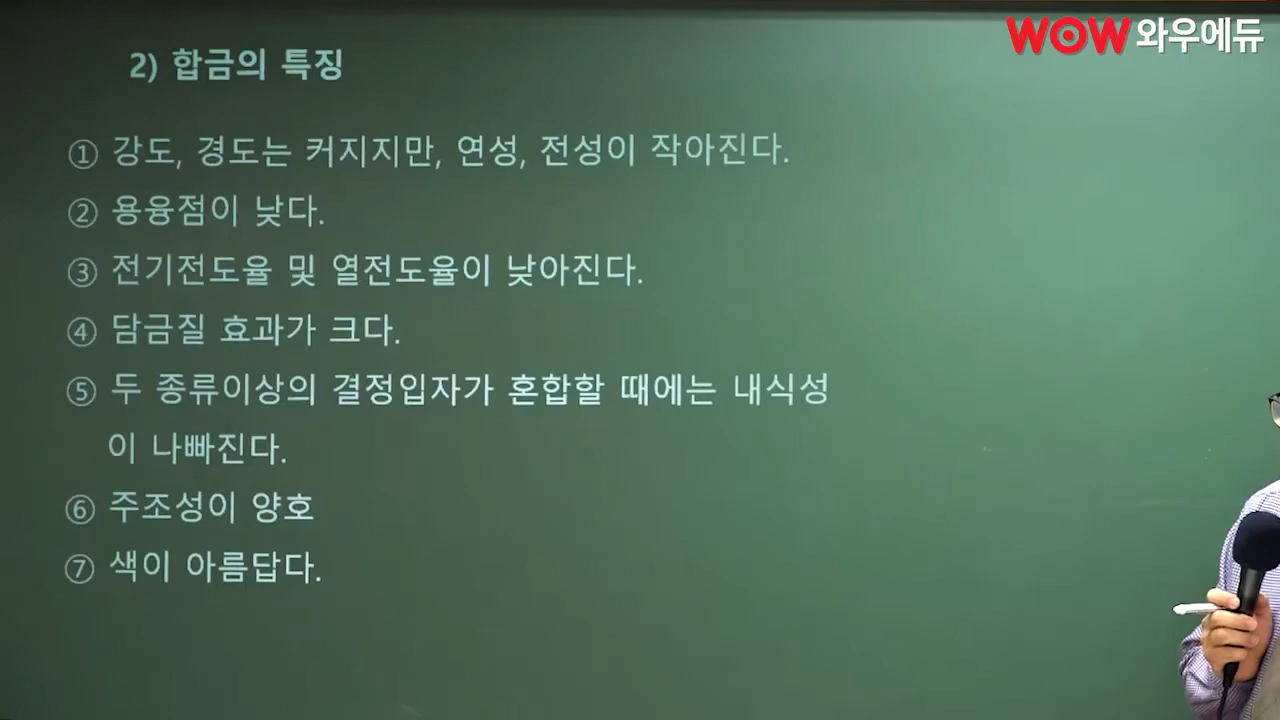 WOW와우에듀
2) 합금의 특징
① 강도, 경도는 커지지만, 연성, 전성이 작아진다.
② 용융점이 낮다.
③ 전기전도율 및 열전도율이 낮아진다.
④ 담금질 효과가 크다.
⑤ 두 종류이상의 결정입자가 혼합할 때에는 내식성
이 나빠진다.
⑥ 주조성이 양호
⑦ 색이 아름답다.